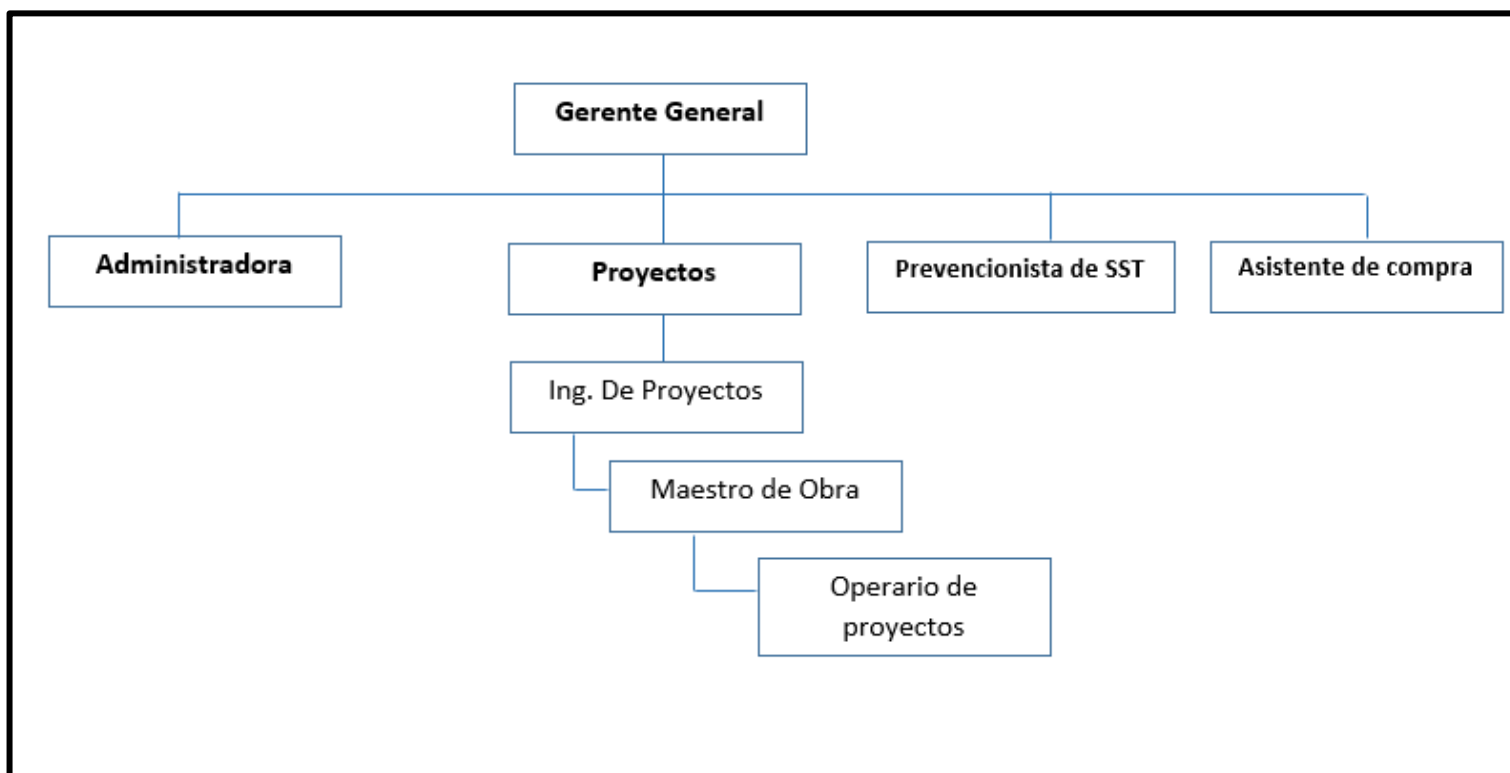 Gerente General
Administradora
Proyectos
Prevencionista de SST
Asistente de compra
Ing. De Proyectos
Maestro de Obra
Operario de
proyectos